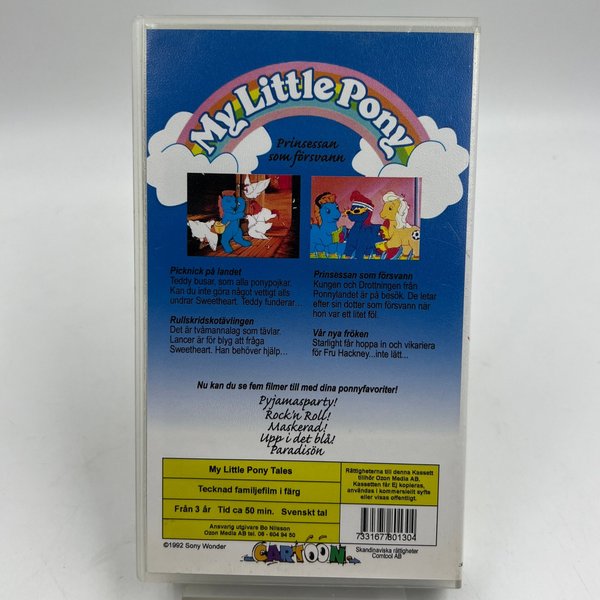 My Little Pony
Prinsessan
som försvann
Picknick på landet
Teddy busar, som alla ponypojkar.
Kan du inte göra något vettigt alls
undrar Sweetheart. Teddy funderar...
Rullskridskotävlingen
Det är tvåmannalag som tävlar.
Lancer är för blyg att fråga
Sweetheart. Han behöver hjälp...
Prinsessan som försvann
Kungen och Drottningen från
Ponnylandet är på besök. De letar
efter sin dotter som försvann när
hon var ett litet föl.
Vår nya fröken
Starlight får hoppa in och vikariera
för Fru Hackney...inte lätt...
Nu kan du se fem filmer till med dina ponnyfavoriter!
Pyjamasparty!
Rock'n Roll!
Maskerad!
Upp i det blå!
Paradisön
My Little Pony Tales
Tecknad familjefilm i färg
Från 3 år Tid ca 50 min. Svenskt tal
Ansvarig utgivare Bo Nilsson
Ozon Media AB tel. 08 - 604 94 50
Rättigheterna till denna Kassett
tillhör Ozon Media AB.
Kassetten får Ej kopieras,
användas i kommersiellt syfte
eller visas offentligt.
7331677801304
©1992 Sony Wonder
CARTOON
Skandinaviska rättigheter
Comtool AB